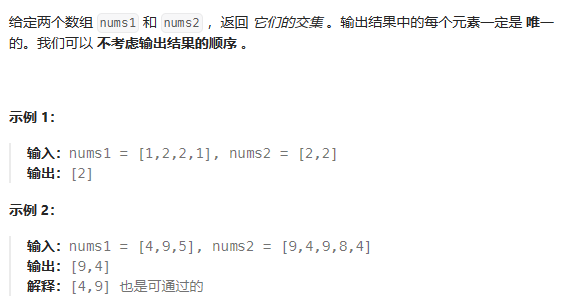 给定两个数组 nums1 和 nums2 ，返回 它们的交集 。输出结果中的每个元素一定是 唯一
的。我们可以 不考虑输出结果的顺序 。
示例 1：
输入：nums1 = [1,2,2,1], nums2 = [2,2]
输出：[2]
示例 2：
输入：nums1 = [4,9,5], nums2 = [9,4,9,8,4]
输出：[9,4]
解释：[4,9] 也是可通过的